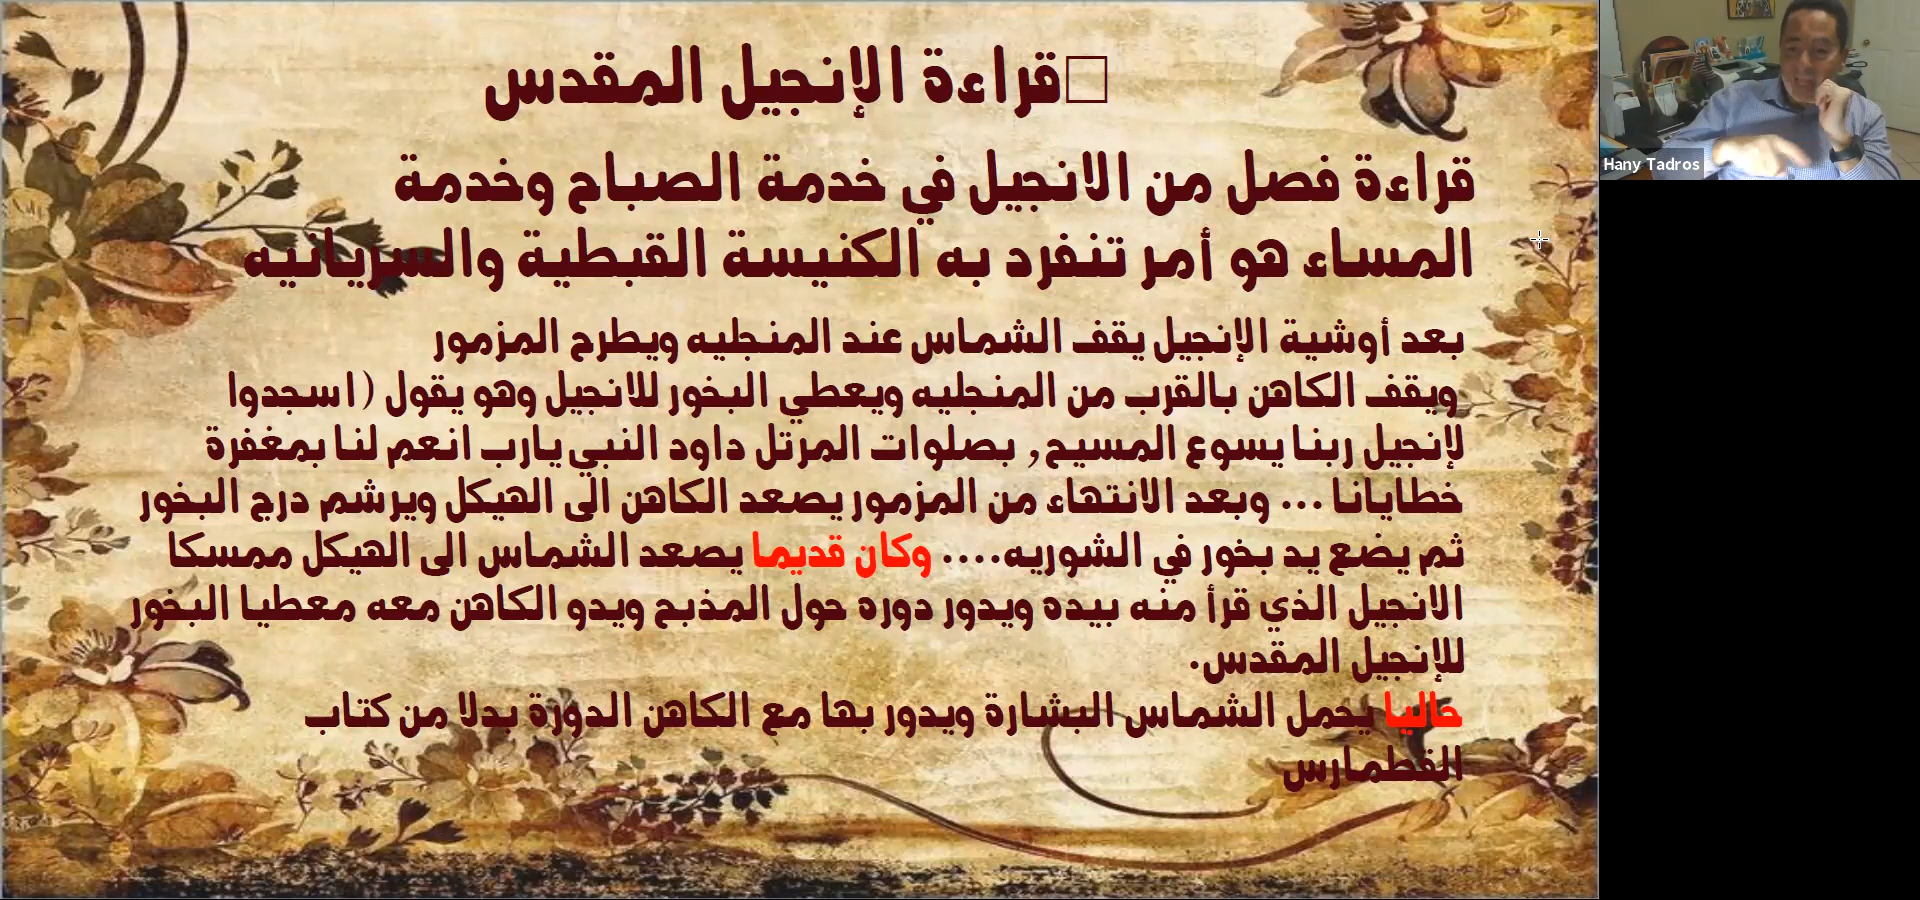 قراءة الإنجيل المقدس
قراءة فصل من الانجيل في خدمة الصباح وخدمة
المساء هو أمر تنفرد به الكنيسة القبطية والسريانيه
بعد أوشية الإنجيل يقف الشماس عند المنجليه ويطرح المزمور
ويقف الكاهن بالقرب من المنجليه ويعطي البخور للانجيل وهو يقول (اسجدوا
لإنجيل ربنا يسوع المسيح, بصلوات المرتل داود النبي يارب انعم لنا بمغفرة
خطايانا ... وبعد الانتهاء من المزمور يصعد الكاهن الى الهيكل ويرشم درج البخور
ثم يضع يد بخور في الشوريه.... وكان قديما يصعد الشماس الى الهيكل ممسكا
الانجيل الذي قرأ منه بيده ويدور دوره حول المذبح ويدو الكاهن معه معطيا البخور
للإنجيل المقدس.
حاليا يحمل الشماس البشارة ويدور بها مع الكاهن الدورة بدلا من كتاب
القطمارس
Hany Tadros